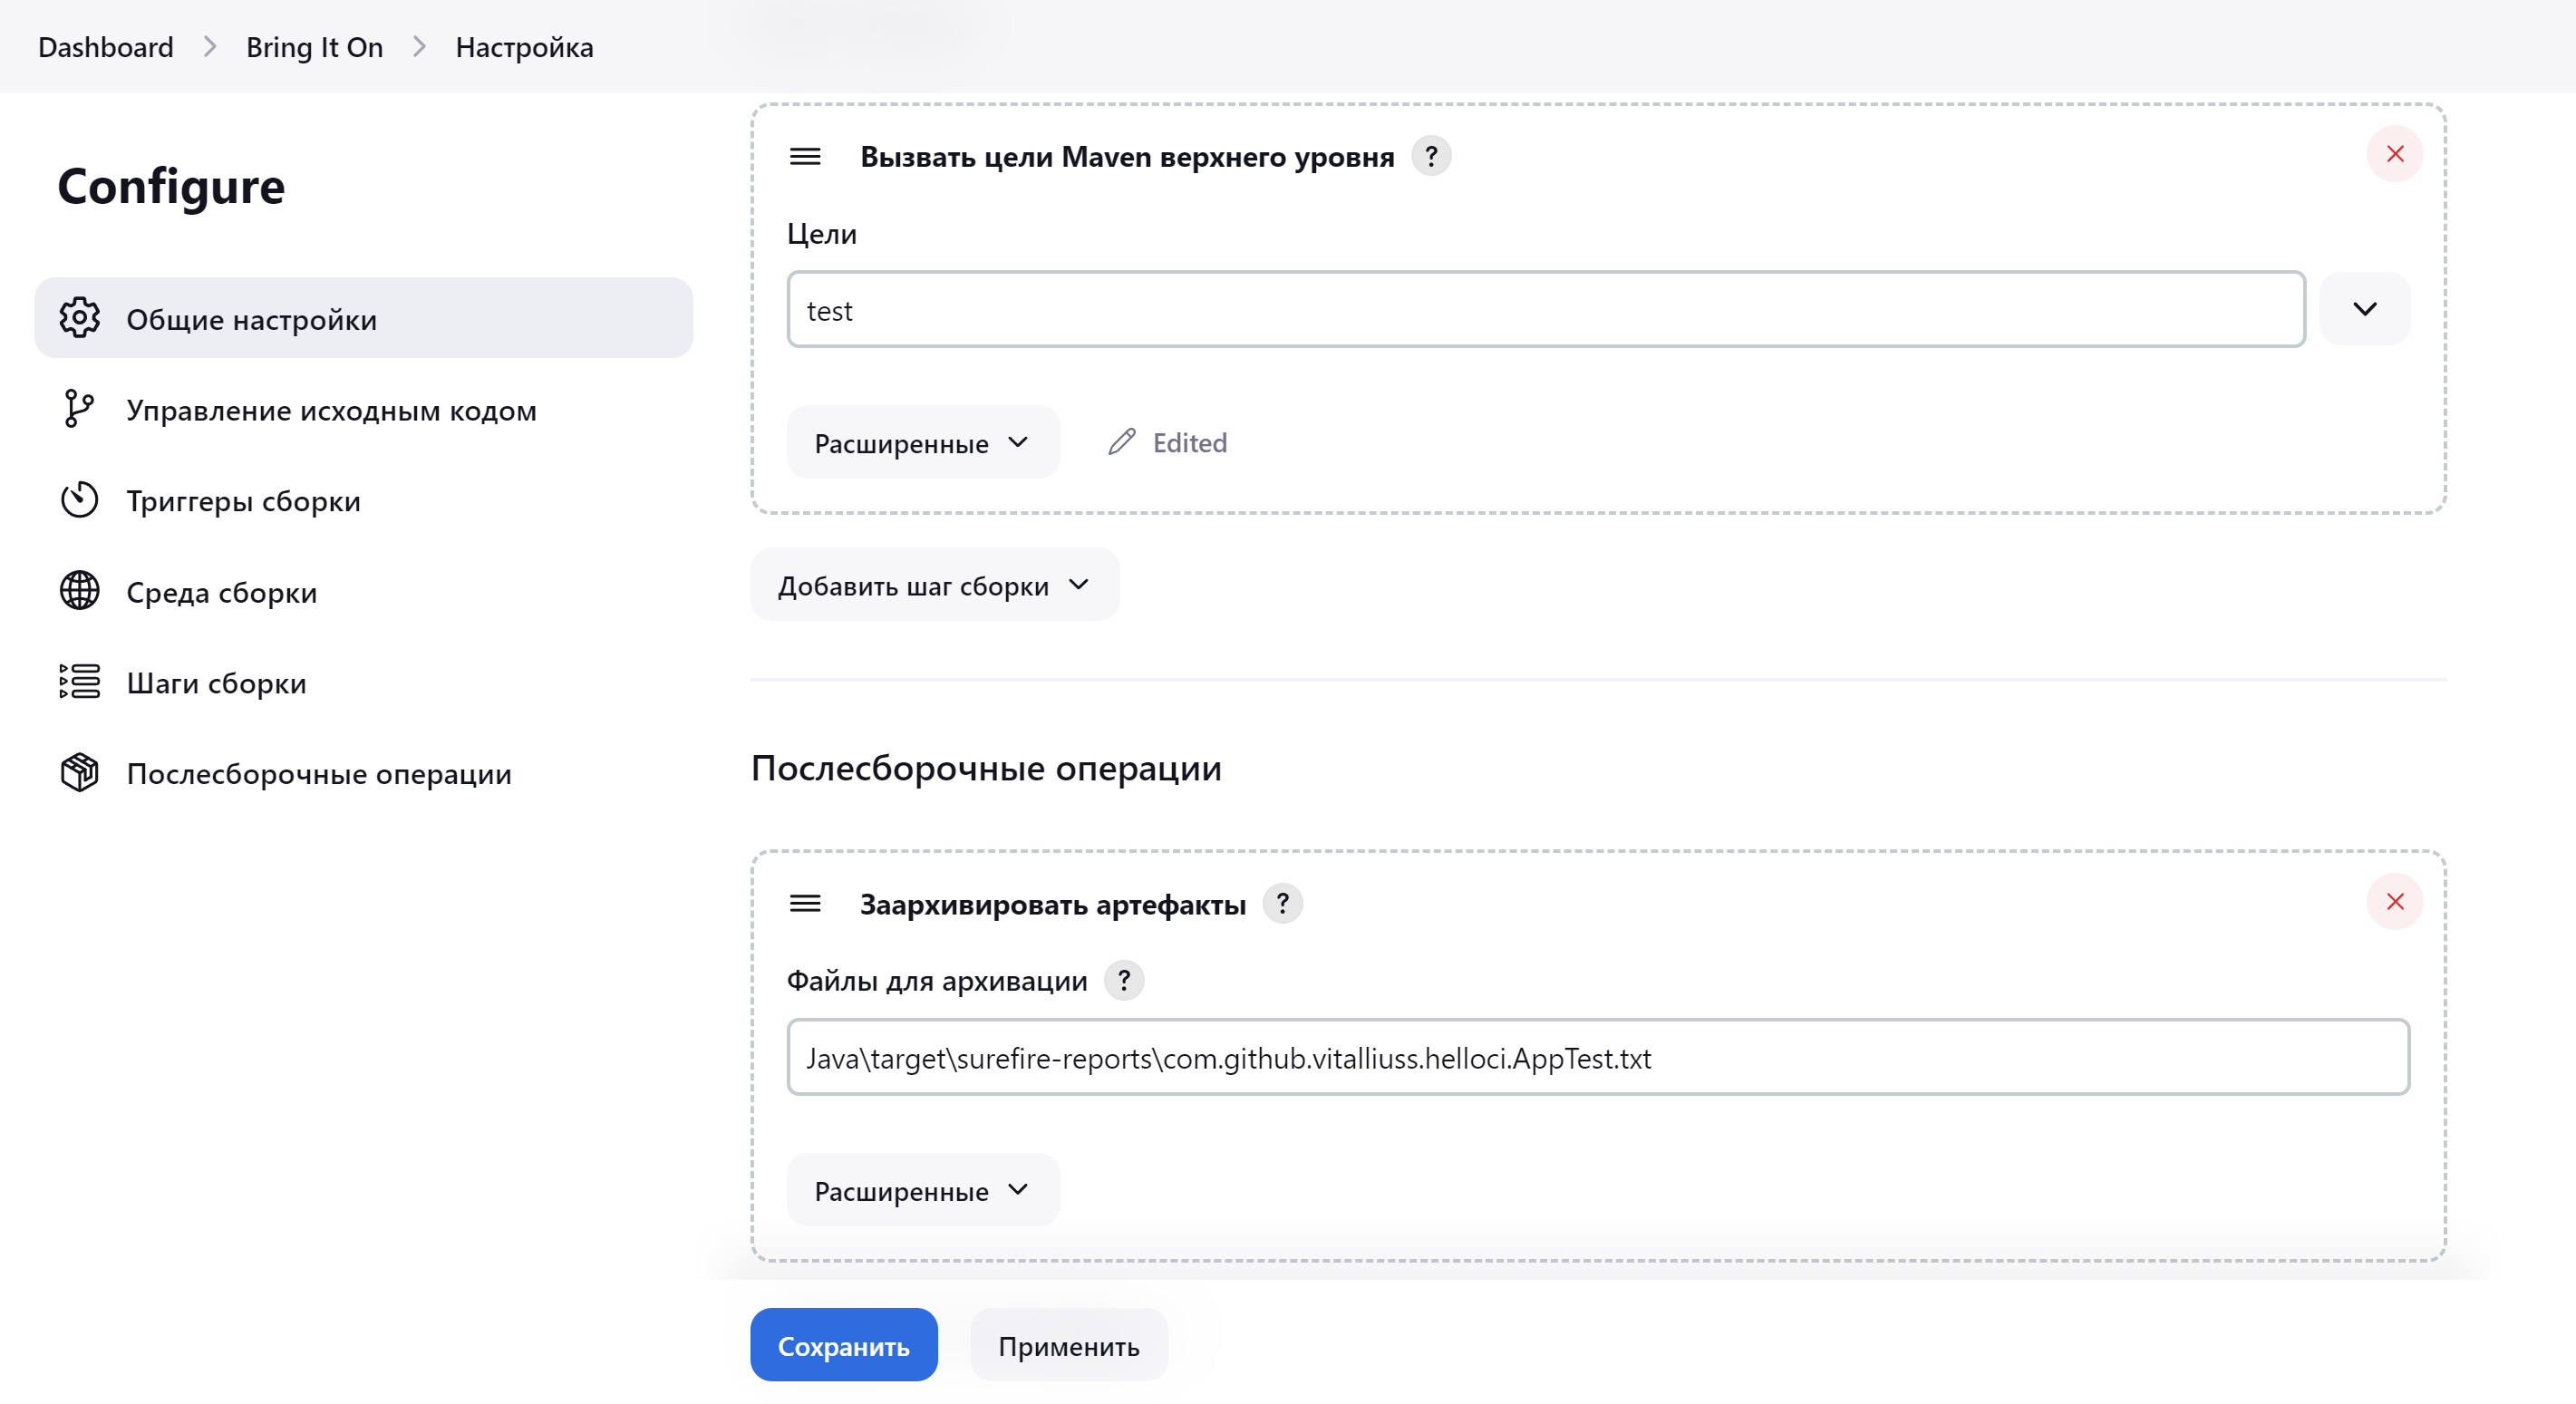 Dashboard > Bring It On > Настройка
Configure
Общие настройки
Управление исходным кодом
Триггеры сборки
Среда сборки
Шаги сборки
Послесборочные операции
Вызвать цели Maven верхнего уровня ?
Цели
test
Расширенные
Edited
Добавить шаг сборки
Послесборочные операции
Заархивировать артефакты ?
Файлы для архивации ?
Java\target\surefire-reports\com.github.vitalliuss.helloci.AppTest.txt
Расширенные
Сохранить
Применить